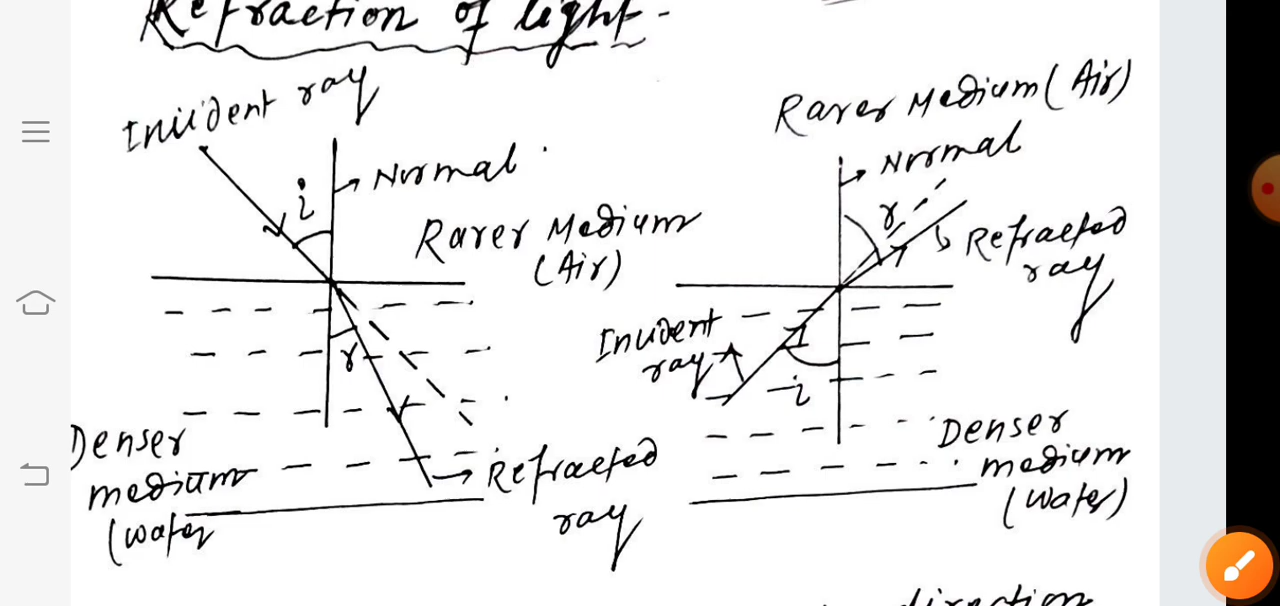 Refraction of light -
Incident ray
i
Normal
Rarer Medium
(Air)
r
Denser
medium
(water
Refracted
ray
Rarer Medium (Air)
Normal
r
Refracted
ray
Incident
ray
i
Denser
medium
(water)
direction